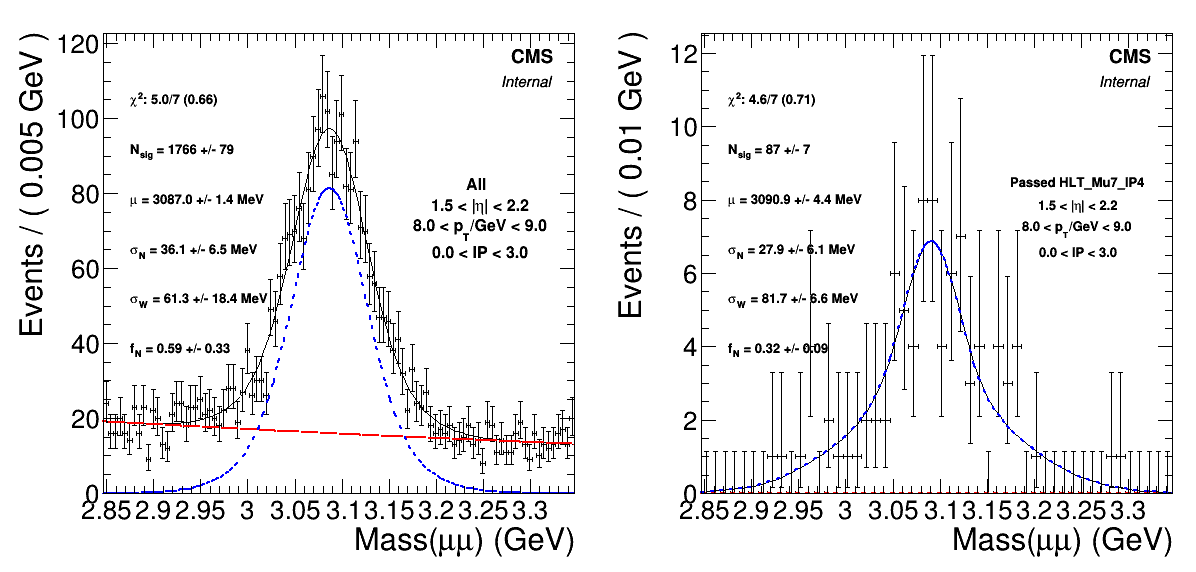 Events / ( 0.005 GeV )
120
100
80
60
40
20
0
CMS
Internal
χ²: 5.0/7 (0.66)
N_sig = 1766 +/- 79
μ = 3087.0 +/- 1.4 MeV
σ_N = 36.1 +/- 6.5 MeV
σ_W = 61.3 +/- 18.4 MeV
f_N = 0.59 +/- 0.33
All
1.5 < |η| < 2.2
8.0 < p_T/GeV < 9.0
0.0 < IP < 3.0
2.85 2.9 2.95 3 3.05 3.1 3.15 3.2 3.25 3.3
Mass(μμ) (GeV)
Events / ( 0.01 GeV )
12
10
8
6
4
2
0
CMS
Internal
χ²: 4.6/7 (0.71)
N_sig = 87 +/- 7
μ = 3090.9 +/- 4.4 MeV
σ_N = 27.9 +/- 6.1 MeV
σ_W = 81.7 +/- 6.6 MeV
f_N = 0.32 +/- 0.09
Passed HLT_Mu7_IP4
1.5 < |η| < 2.2
8.0 < p_T/GeV < 9.0
0.0 < IP < 3.0
2.85 2.9 2.95 3 3.05 3.1 3.15 3.2 3.25 3.3
Mass(μμ) (GeV)